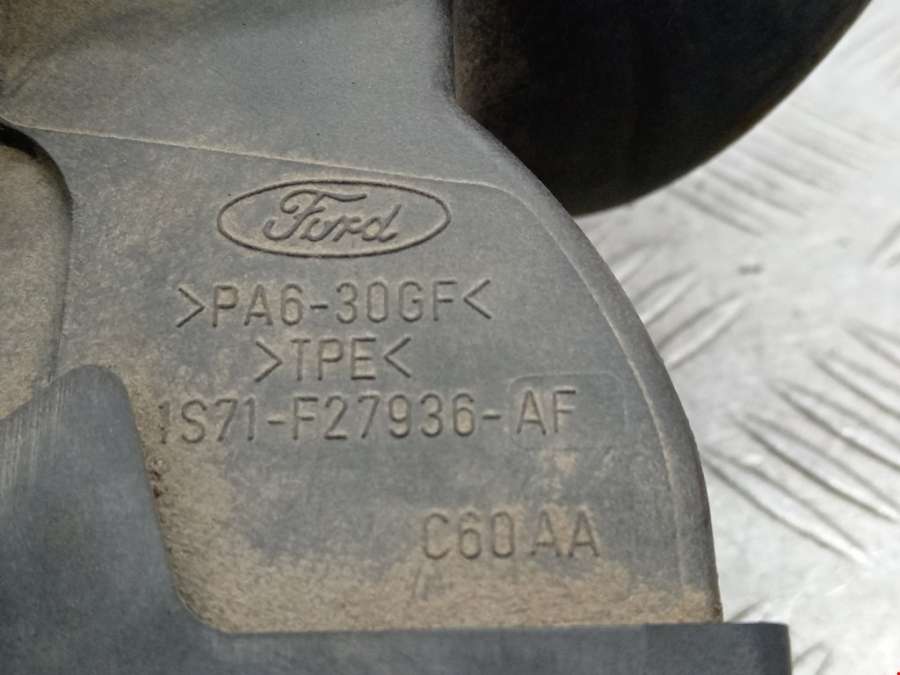 Ford
>PA6-30GF<
>TPE<
1S71-F27936-AF
C60AA